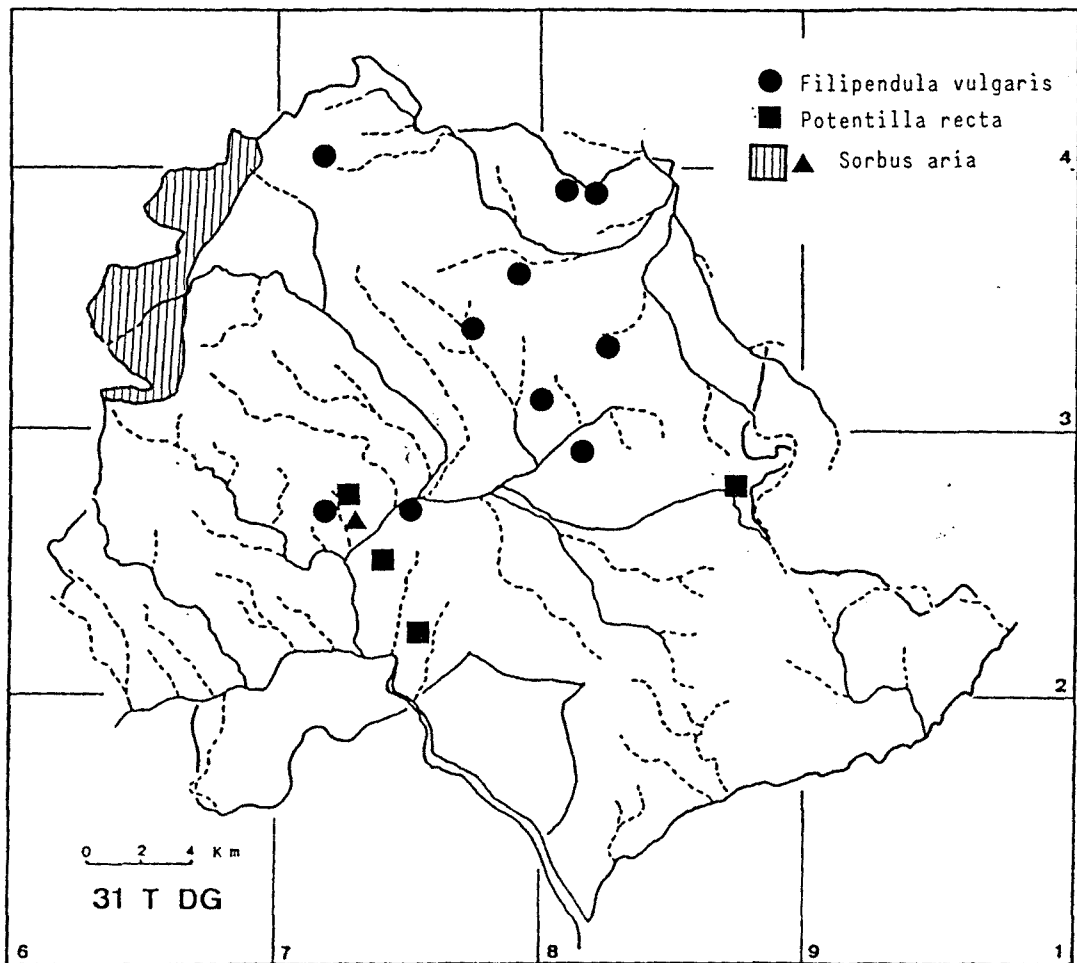 Filipendula vulgaris
Potentilla recta
Sorbus aria
4
3
2
0 2 4 Km
31 T DG
6 7 8 9 1